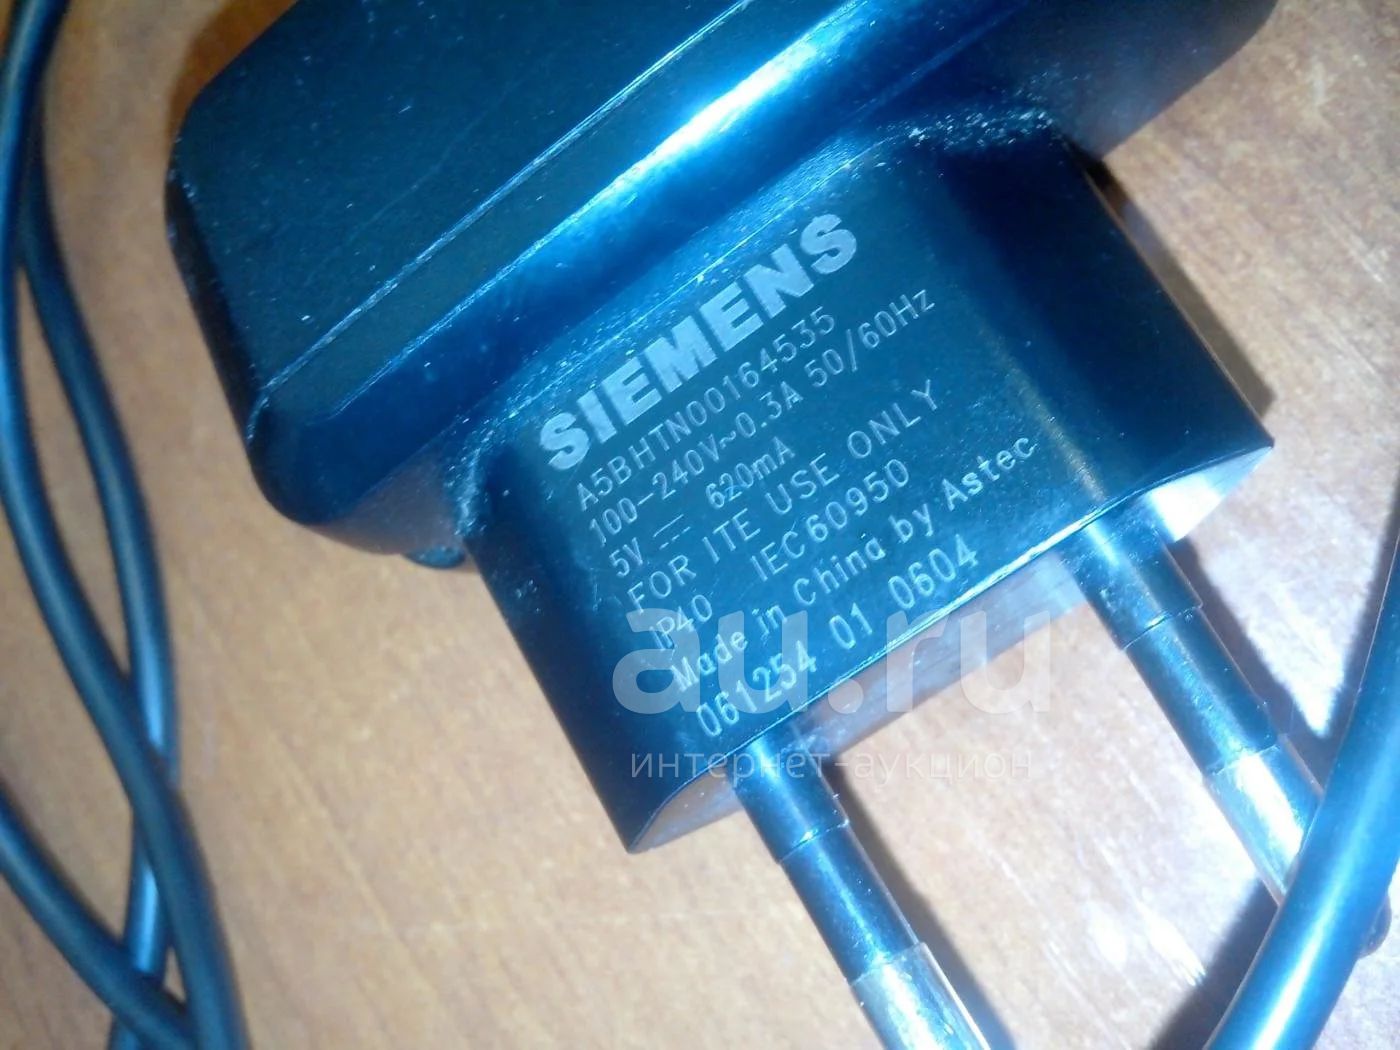 SIEMENS
A5BHTN00164535
100-240V~0.3A 50/60Hz
5V ⎓ 620mA
FOR ITE USE ONLY
IP40 IEC60950
Made in China by Astec
061254 01 0604
au.ru
интернет-аукцион